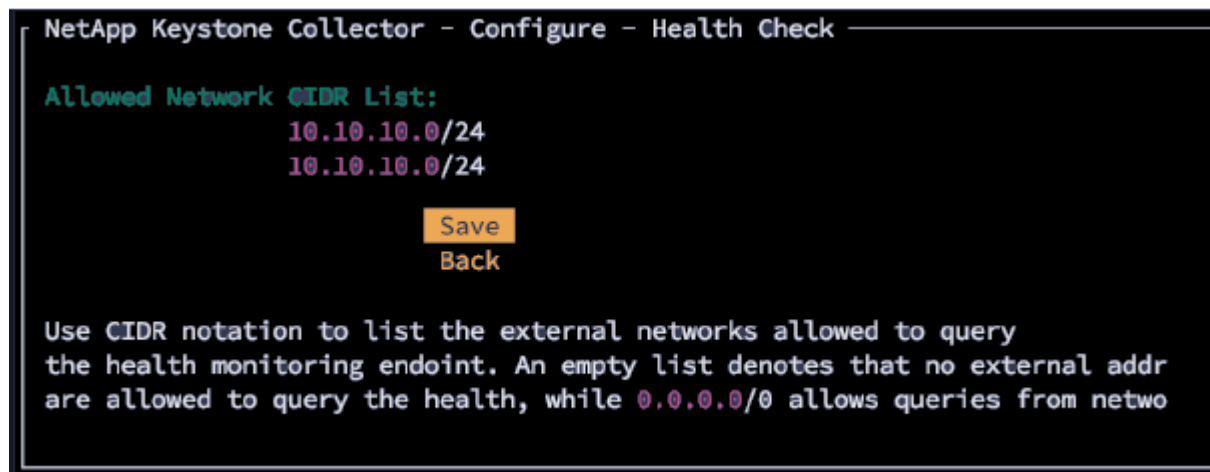 NetApp Keystone Collector - Configure - Health Check
Allowed Network CIDR List:
10.10.10.0/24
10.10.10.0/24
Save
Back
Use CIDR notation to list the external networks allowed to query
the health monitoring endoint. An empty list denotes that no external addr
are allowed to query the health, while 0.0.0.0/0 allows queries from netwo